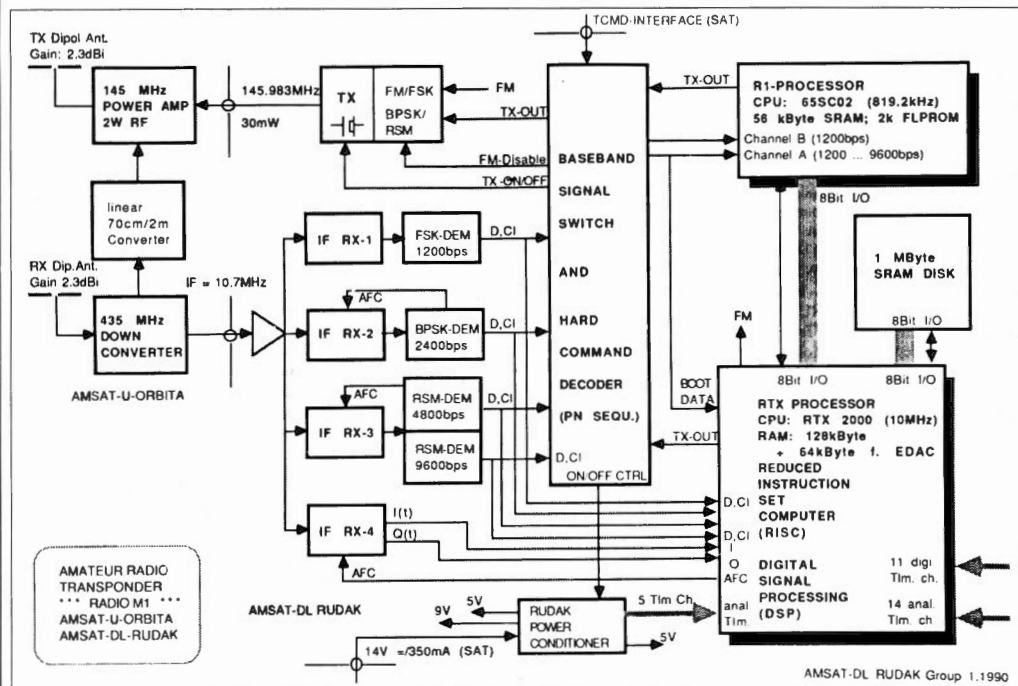 TCMD-INTERFACE (SAT)
TX Dipol Ant.
Gain: 2.3dBi
145 MHz
POWER AMP
2W RF
145.983MHz
30mW
TX
FM/FSK
BPSK/
RSM
FM
TX-OUT
FM-Disable
TX-ON/OFF
BASEBAND
SIGNAL
SWITCH
AND
HARD
COMMAND
DECODER
(PN SEQU.)
ON/OFF CTRL
TX-OUT
R1-PROCESSOR
CPU: 65SC02 (819.2kHz)
56 kByte SRAM; 2k FLPROM
Channel B (1200bps)
Channel A (1200 ... 9600bps)
8Bit I/O
1 MByte
SRAM DISK
8Bit I/O
linear
70cm/2m
Converter
RX Dip.Ant.
Gain 2.3dBi
IF = 10.7MHz
435 MHz
DOWN
CONVERTER
AMSAT-U-ORBITA
IF RX-1
FSK-DEM
1200bps
D,Cl
AFC
IF RX-2
BPSK-DEM
2400bps
D,Cl
AFC
IF RX-3
RSM-DEM
4800bps
D,Cl
RSM-DEM
9600bps
D,Cl
IF RX-4
I(t)
Q(t)
AFC
FM
BOOT
DATA
TX-OUT
8Bit I/O
8Bit I/O
RTX PROCESSOR
CPU: RTX 2000 (10MHz)
RAM: 128kByte
+ 64kByte f. EDAC
REDUCED
INSTRUCTION
D,Cl SET
COMPUTER
D,Cl (RISC)
I
Q DIGITAL
AFC SIGNAL
PROCESSING
(DSP)
anal
Tlm.
11 digi.
Tlm. ch.
14 anal.
Tlm. ch
AMATEUR RADIO
TRANSPONDER
*** RADIO M1 ***
AMSAT-U-ORBITA
AMSAT-DL-RUDAK
AMSAT-DL RUDAK
5V
9V
14V =/350mA (SAT)
RUDAK
POWER
CONDITIONER
5 Tlm Ch.
5V
AMSAT-DL RUDAK Group 1.1990